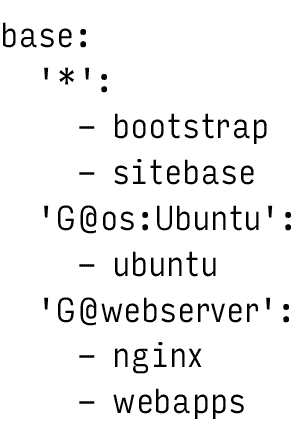 base:
  '*':
    - bootstrap
    - sitebase
  'G@os:Ubuntu':
    - ubuntu
  'G@webserver':
    - nginx
    - webapps